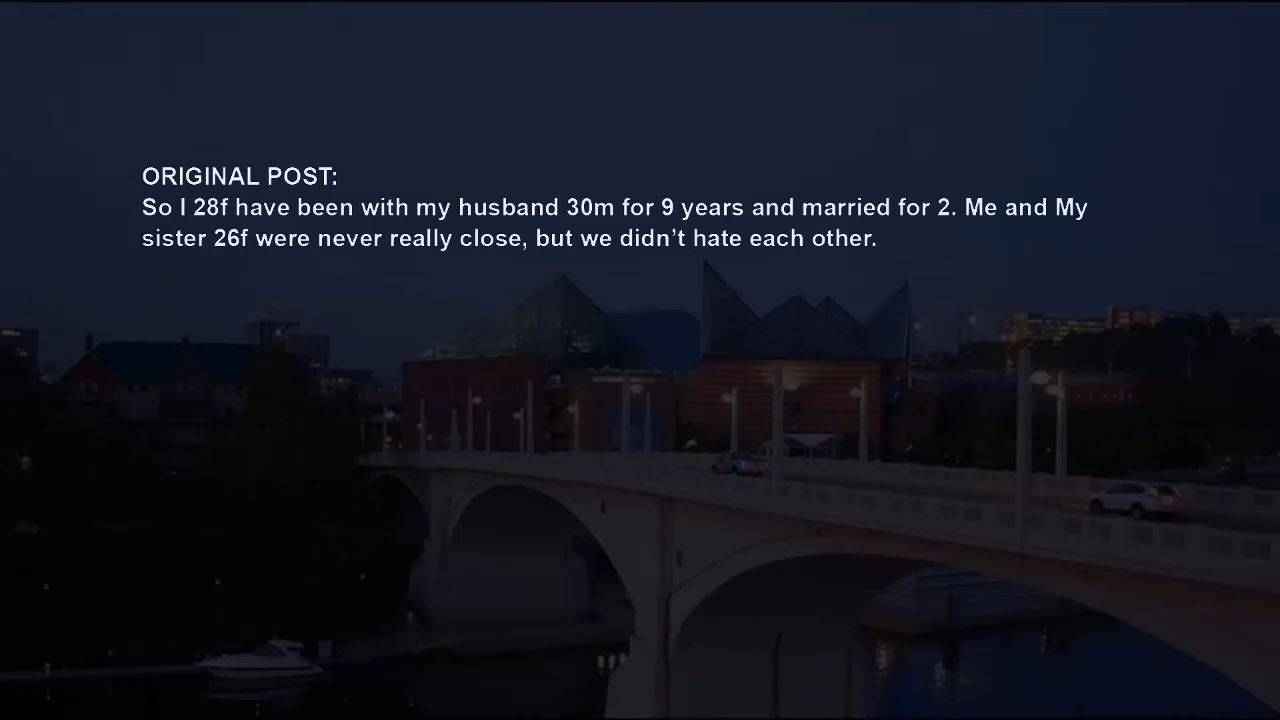 ORIGINAL POST:
So I 28f have been with my husband 30m for 9 years and married for 2. Me and My
sister 26f were never really close, but we didn’t hate each other.